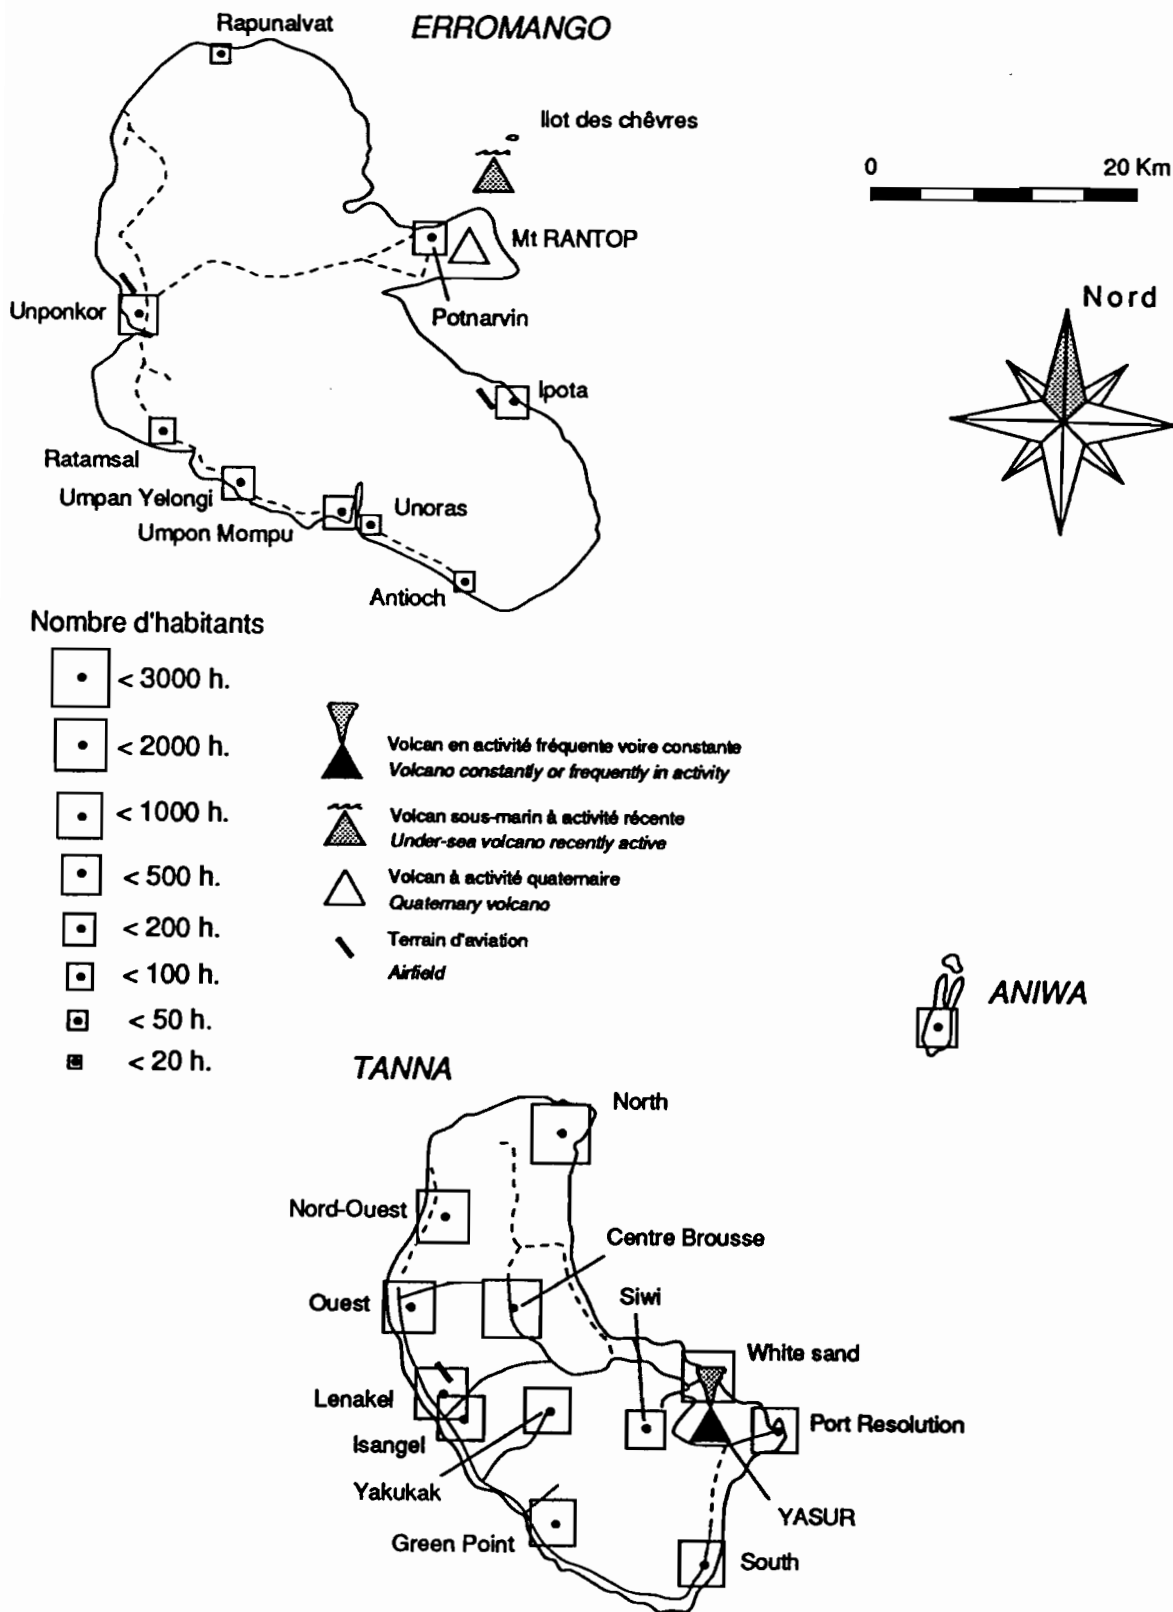 Rapunalvat
ERROMANGO
Ilot des chêvres
0
20 Km
Mt RANTOP
Nord
Unponkor
Potnarvin
Ipota
Ratamsal
Umpan Yelongi
Unoras
Umpon Mompu
Antioch
Nombre d'habitants
< 3000 h.
< 2000 h.
< 1000 h.
< 500 h.
< 200 h.
< 100 h.
< 50 h.
< 20 h.
Volcan en activité fréquente voire constante
Volcano constantly or frequently in activity
Volcan sous-marin à activité récente
Under-sea volcano recently active
Volcan à activité quaternaire
Quaternary volcano
Terrain d'aviation
Airfield
ANIWA
TANNA
North
Nord-Ouest
Centre Brousse
Ouest
Siwi
White sand
Lenakel
Port Resolution
Isangel
Yakukak
YASUR
Green Point
South